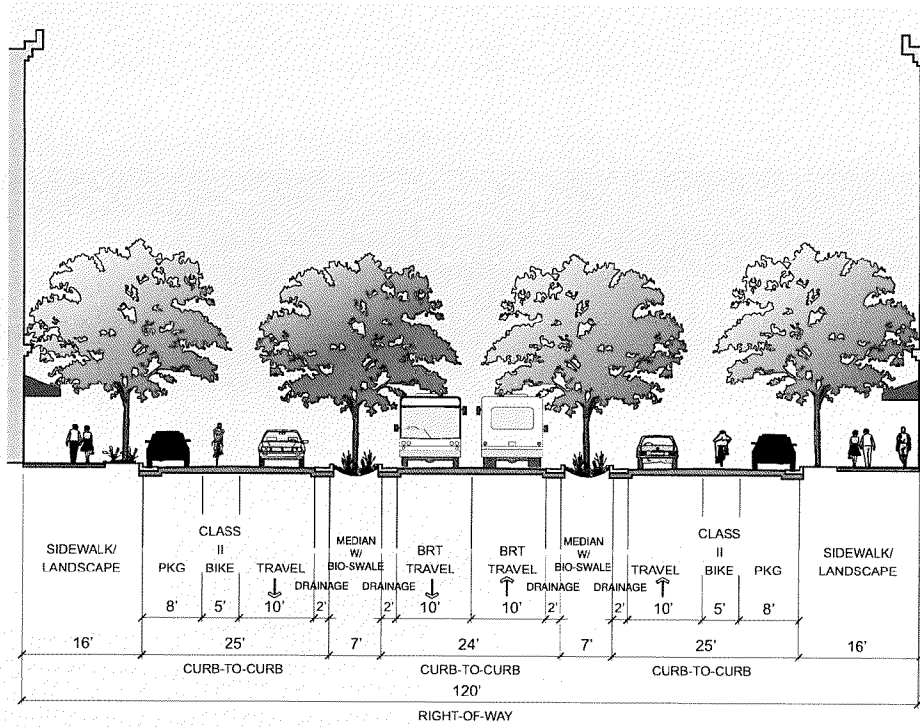 SIDEWALK/
LANDSCAPE
PKG
CLASS
II
BIKE
TRAVEL
DRAINAGE
MEDIAN
W/
BIO-SWALE
DRAINAGE
BRT
TRAVEL
BRT
TRAVEL
DRAINAGE
MEDIAN
W/
BIO-SWALE
DRAINAGE
TRAVEL
CLASS
II
BIKE
PKG
SIDEWALK/
LANDSCAPE
8' 5' 10' 2' 2' 10' 10' 2' 2' 10' 5' 8'
16' 25' 7' 24' 7' 25' 16'
CURB-TO-CURB CURB-TO-CURB CURB-TO-CURB
120'
RIGHT-OF-WAY